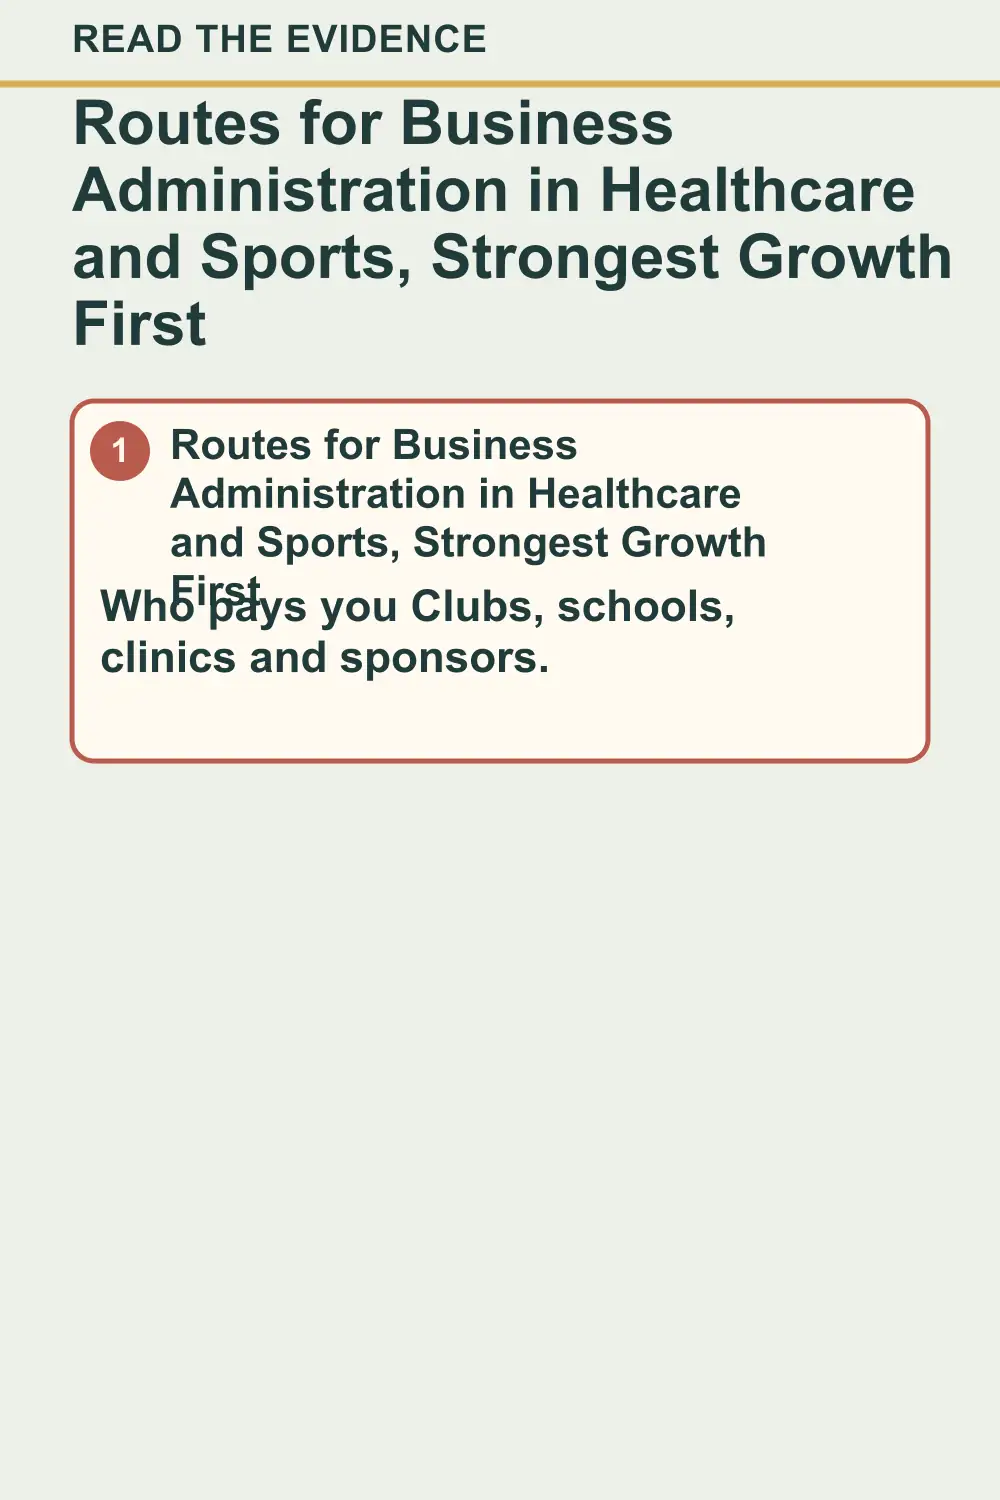 READ THE EVIDENCE
Routes for Business
Administration in Healthcare
and Sports, Strongest Growth
First
1
Routes for Business
Administration in Healthcare
and Sports, Strongest Growth
First
Who pays you Clubs, schools,
clinics and sponsors.